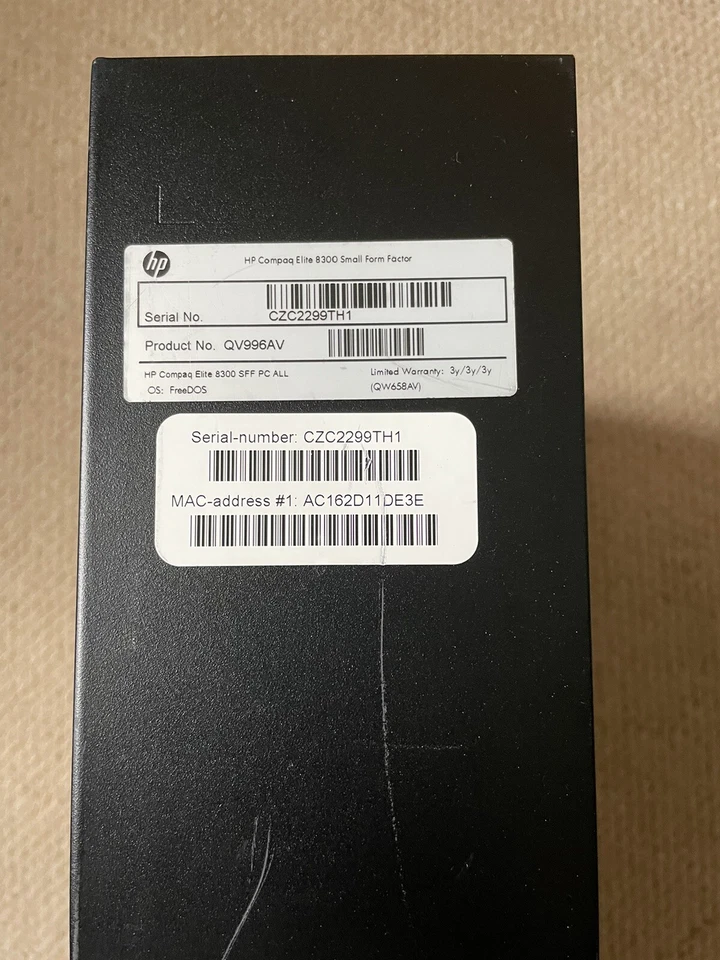 hp
HP Compaq Elite 8300 Small Form Factor
Serial No. CZC2299TH1
Product No. QV996AV
HP Compaq Elite 8300 SFF PC ALL
Limited Warranty: 3y/3y/3y
OS: FreeDOS
(QW658AV)
Serial-number: CZC2299TH1
MAC-address #1: AC162D11DE3E